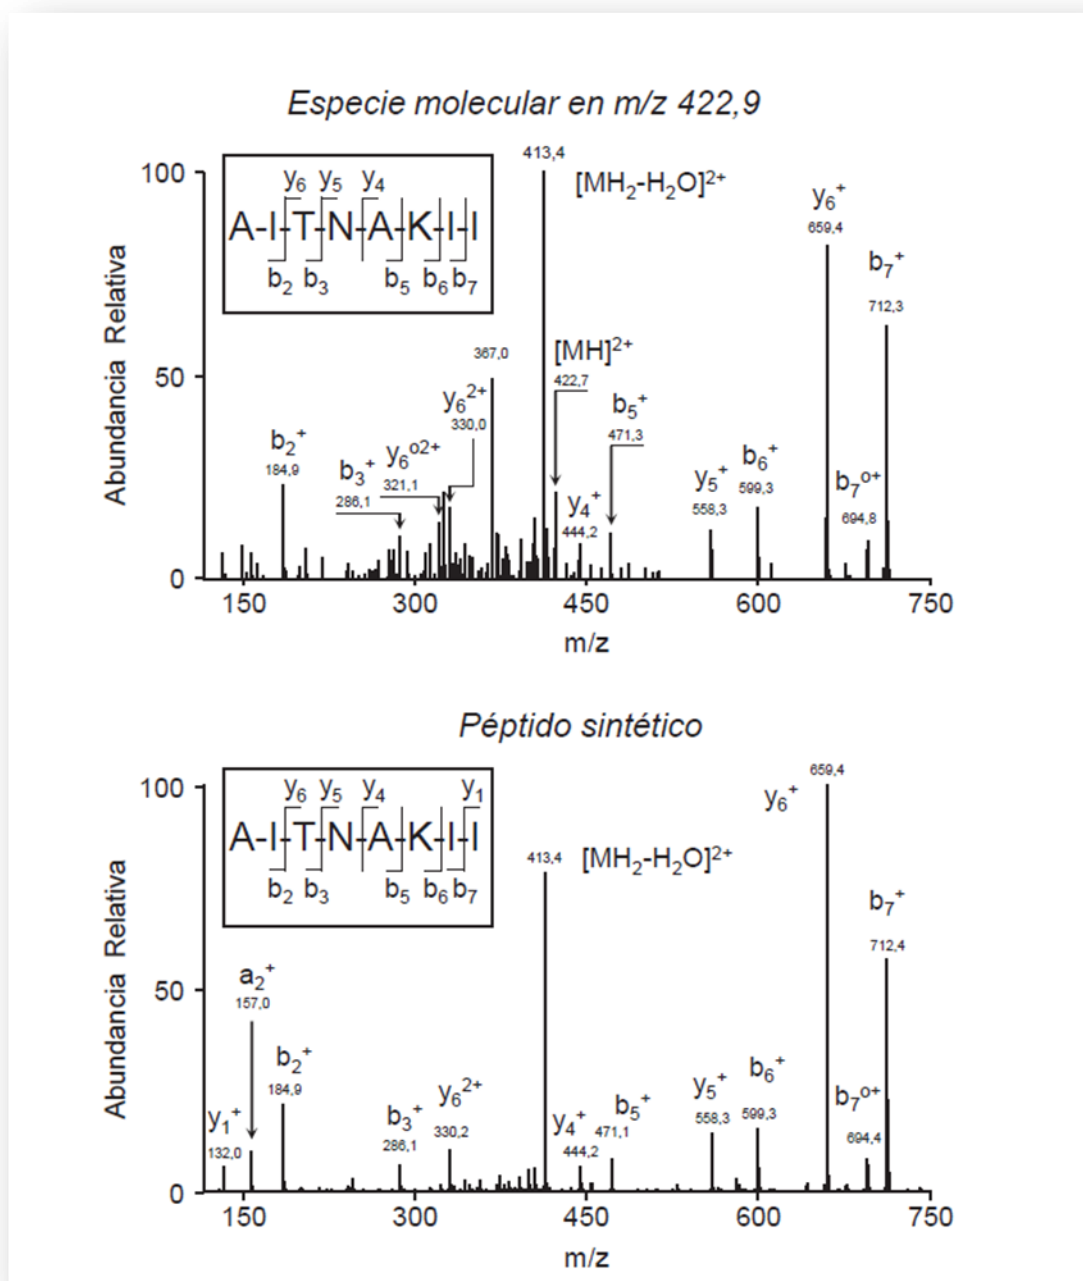 Especie molecular en m/z 422,9
413,4
[MH₂-H₂O]²⁺
100
y₆ y₅ y₄
A-I-T-N-A-K-I-I
b₂ b₃ b₅ b₆ b₇
y₆⁺
659,4
b₇⁺
712,3
Abundancia Relativa
367,0
[MH]²⁺
422,7
50
y₆²⁺
330,0
b₅⁺
471,3
b₂⁺
184,9
b₃⁺
286,1
y₆ᵒ²⁺
321,1
y₄⁺
444,2
y₅⁺
558,3
b₆⁺
599,3
b₇ᵒ⁺
694,8
0
150 300 450 600 750
m/z
Péptido sintético
659,4
y₆⁺
100
y₆ y₅ y₄ y₁
A-I-T-N-A-K-I-I
b₂ b₃ b₅ b₆ b₇
413,4
[MH₂-H₂O]²⁺
b₇⁺
712,4
Abundancia Relativa
50
a₂⁺
157,0
b₂⁺
184,9
y₁⁺
132,0
b₃⁺
286,1
y₆²⁺
330,2
y₄⁺
444,2
b₅⁺
471,1
y₅⁺
558,3
b₆⁺
599,3
b₇ᵒ⁺
694,4
0
150 300 450 600 750
m/z